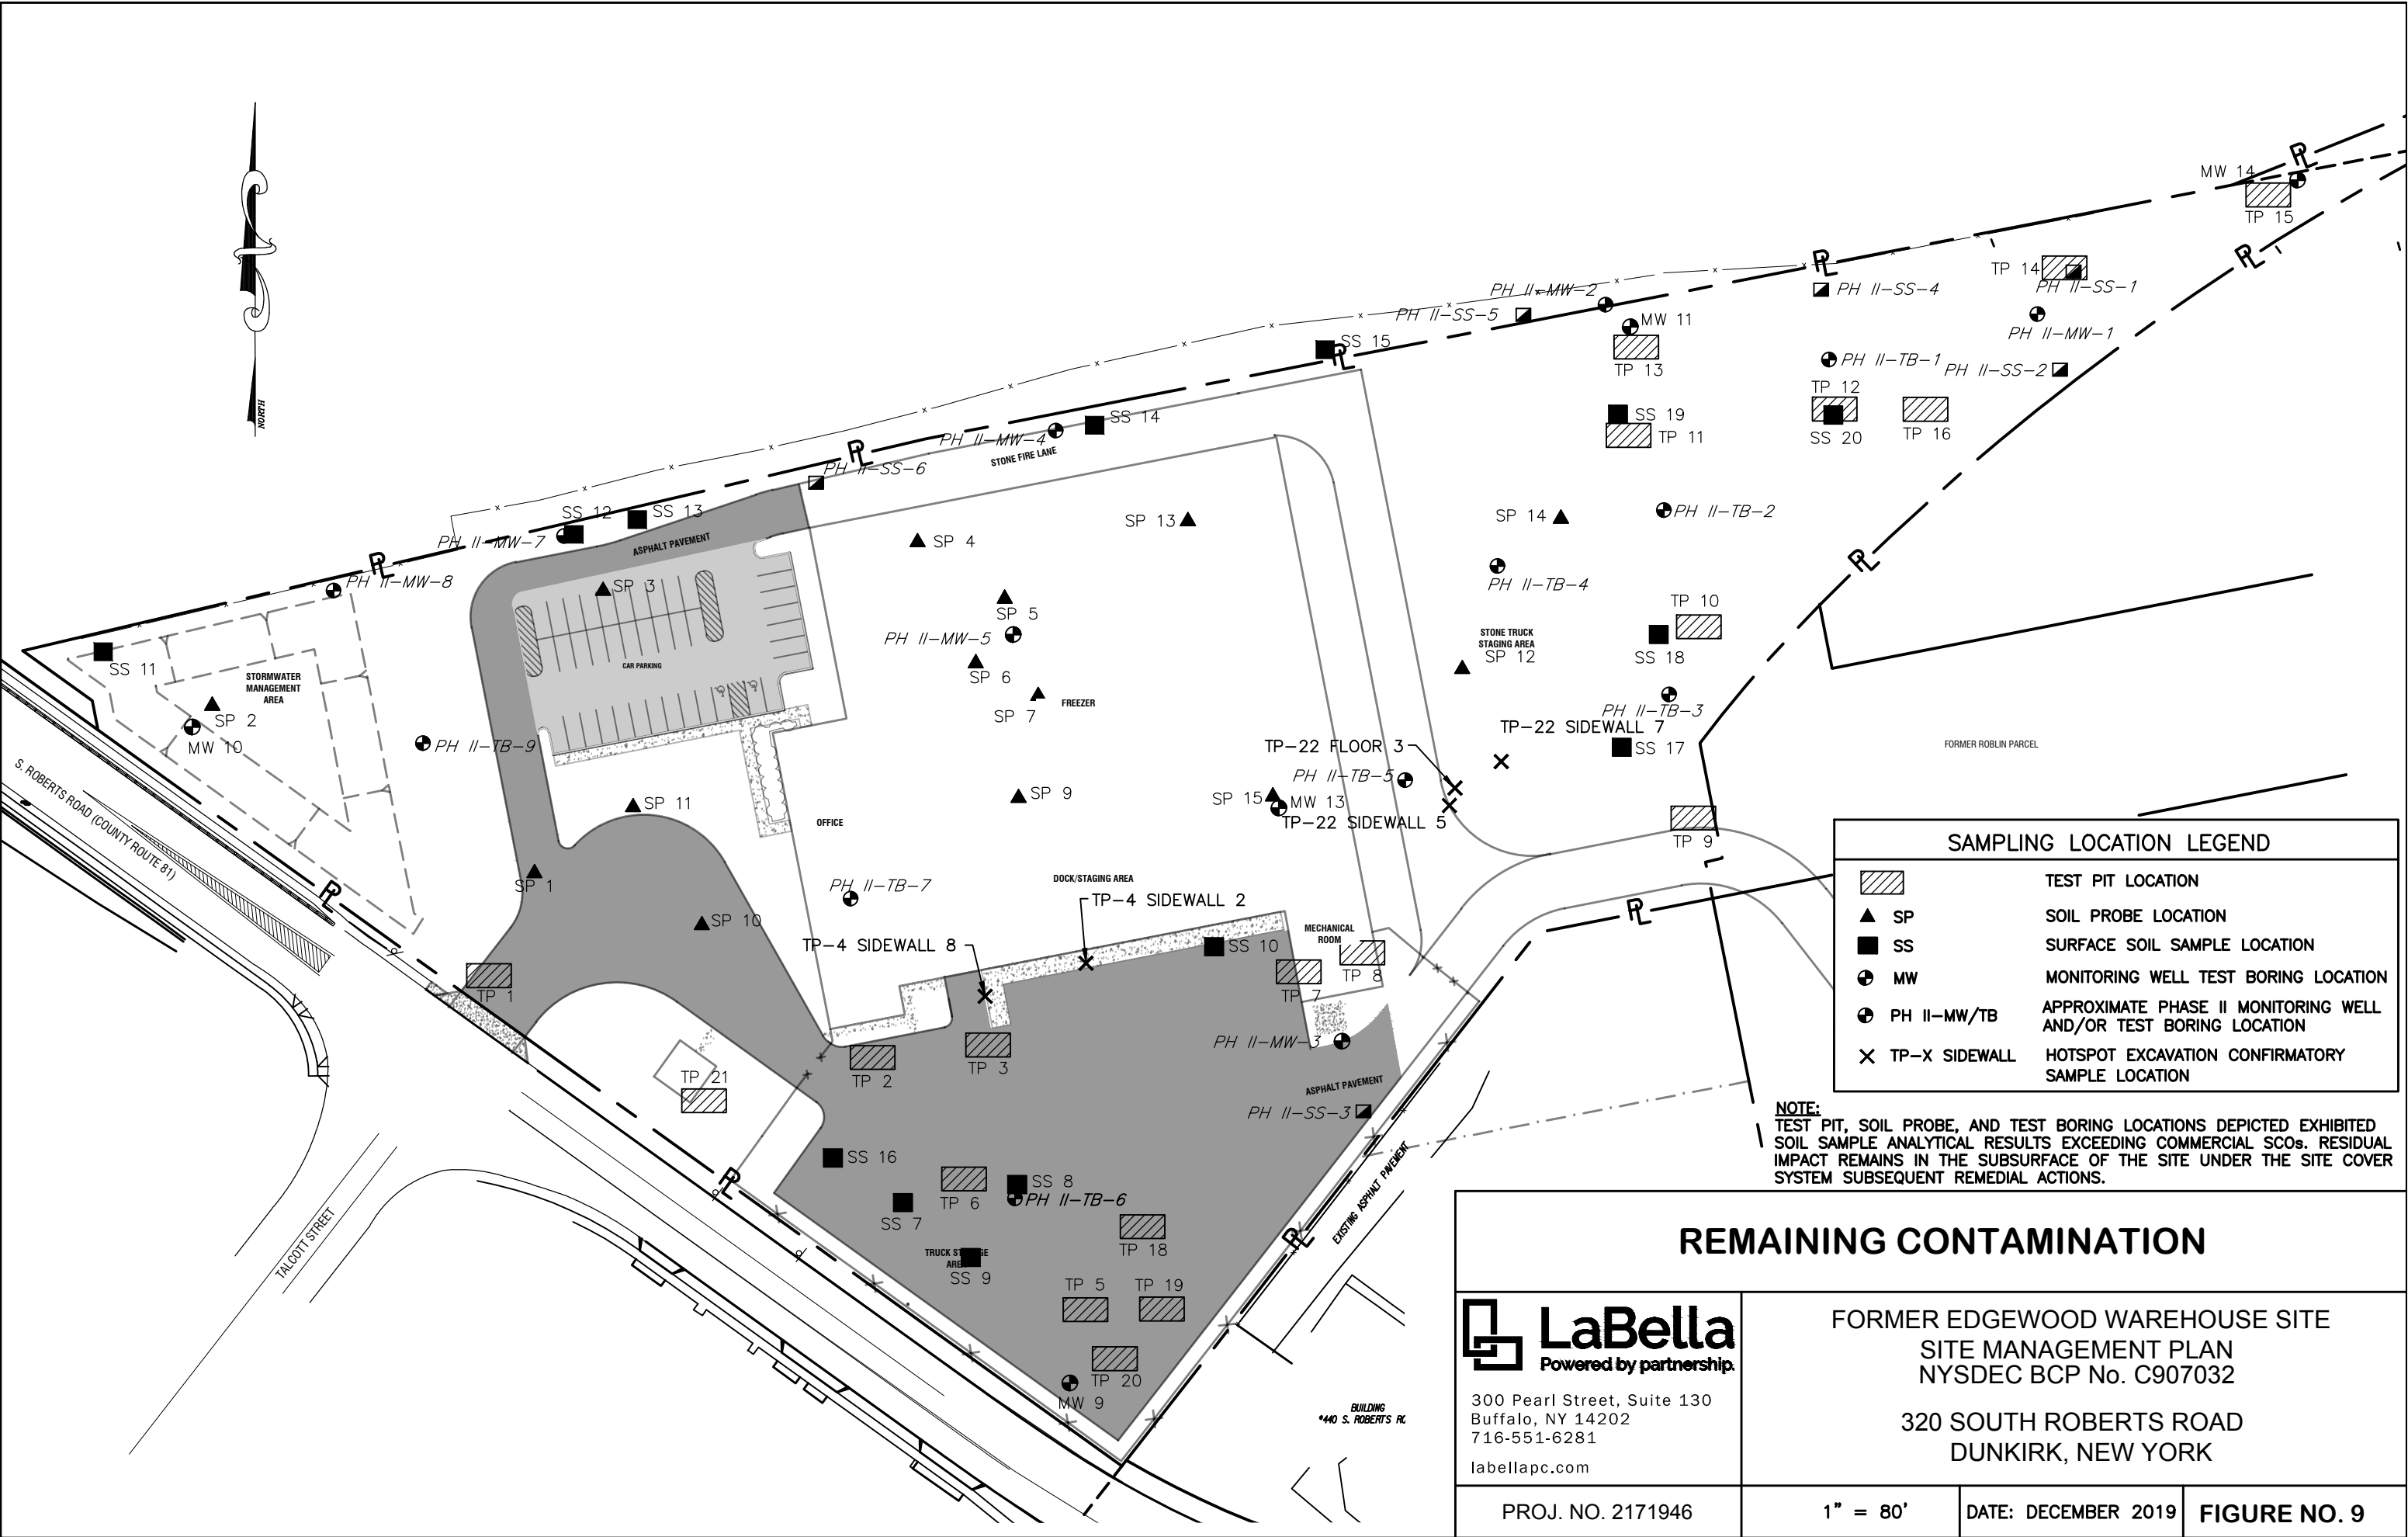 NORTH
MW 14
TP 15
TP 14
PH II-SS-1
PH II-MW-1
PH II-SS-4
PH II-MW-2
PH II-SS-5
MW 11
TP 13
PH II-TB-1
PH II-SS-2
TP 12
SS 20
TP 16
SS 19
TP 11
SS 15
SS 14
PH II-MW-4
STONE FIRE LANE
PH II-SS-6
SS 12
SS 13
PH II-MW-7
ASPHALT PAVEMENT
PH II-MW-8
SP 3
SP 4
SP 13
SP 14
PH II-TB-2
PH II-TB-4
SP 5
PH II-MW-5
SP 6
SP 7
FREEZER
CAR PARKING
STONE TRUCK
STAGING AREA
SP 12
TP 10
SS 18
PH II-TB-3
SS 11
STORMWATER
MANAGEMENT
AREA
SP 2
MW 10
PH II-TB-9
S. ROBERTS ROAD (COUNTY ROUTE 81)
TP-22 SIDEWALL 7
TP-22 FLOOR 3
SS 17
FORMER ROBLIN PARCEL
PH II-TB-5
SP 15
MW 13
TP-22 SIDEWALL 5
SP 9
SP 11
OFFICE
TP 9
SP 1
PH II-TB-7
DOCK/STAGING AREA
TP-4 SIDEWALL 2
SP 10
TP-4 SIDEWALL 8
SS 10
MECHANICAL
ROOM
TP 8
TP 7
TP 1
TP 2
TP 3
PH II-MW-3
TP 21
ASPHALT PAVEMENT
PH II-SS-3
SS 16
TP 6
SS 8
PH II-TB-6
SS 7
TP 18
EXISTING ASPHALT PAVEMENT
TALCOTT STREET
TRUCK
SS 9
TP 5
TP 19
TP 20
MW 9
BUILDING
#440 S. ROBERTS
SAMPLING LOCATION LEGEND
TEST PIT LOCATION
SP SOIL PROBE LOCATION
SS SURFACE SOIL SAMPLE LOCATION
MW MONITORING WELL TEST BORING LOCATION
PH II-MW/TB APPROXIMATE PHASE II MONITORING WELL
AND/OR TEST BORING LOCATION
TP-X SIDEWALL HOTSPOT EXCAVATION CONFIRMATORY
SAMPLE LOCATION
NOTE:
TEST PIT, SOIL PROBE, AND TEST BORING LOCATIONS DEPICTED EXHIBITED
SOIL SAMPLE ANALYTICAL RESULTS EXCEEDING COMMERCIAL SCOs. RESIDUAL
IMPACT REMAINS IN THE SUBSURFACE OF THE SITE UNDER THE SITE COVER
SYSTEM SUBSEQUENT REMEDIAL ACTIONS.
REMAINING CONTAMINATION
LaBella
Powered by partnership.
300 Pearl Street, Suite 130
Buffalo, NY 14202
716-551-6281
labellapc.com
FORMER EDGEWOOD WAREHOUSE SITE
SITE MANAGEMENT PLAN
NYSDEC BCP No. C907032
320 SOUTH ROBERTS ROAD
DUNKIRK, NEW YORK
PROJ. NO. 2171946
1" = 80'
DATE: DECEMBER 2019
FIGURE NO. 9